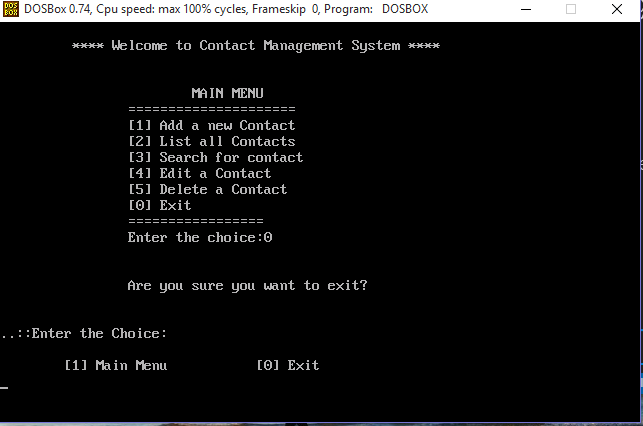 DOS BOX DOSBox 0.74, Cpu speed: max 100% cycles, Frameskip 0, Program: DOSBOX
**** Welcome to Contact Management System ****
MAIN MENU
=====================
[1] Add a new Contact
[2] List all Contacts
[3] Search for contact
[4] Edit a Contact
[5] Delete a Contact
[0] Exit
=================
Enter the choice:0
Are you sure you want to exit?
..::Enter the Choice:
[1] Main Menu [0] Exit
_